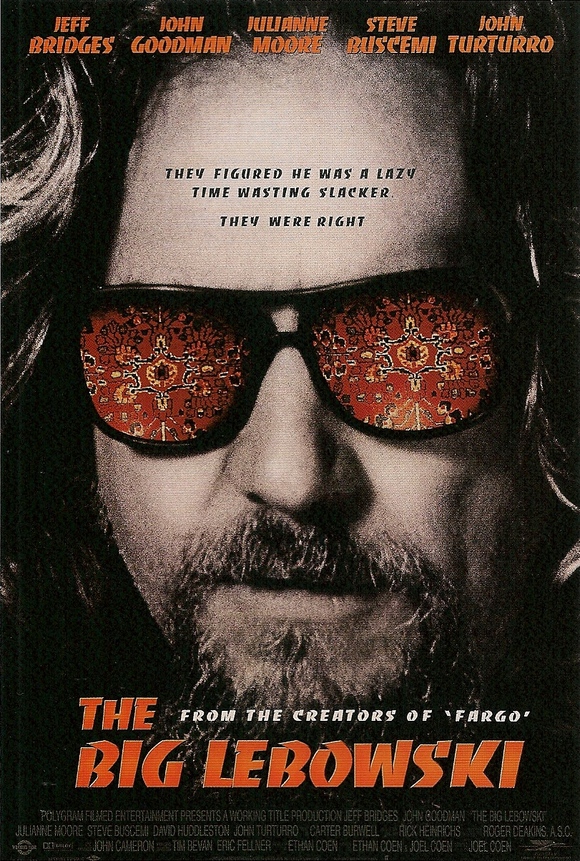 JEFF JOHN JULIANNE STEVE JOHN
BRIDGES GOODMAN MOORE BUSCEMI TURTURRO
THEY FIGURED HE WAS A LAZY
TIME WASTING SLACKER.
THEY WERE RIGHT
THE FROM THE CREATORS OF 'FARGO'
BIG LEBOWSKI
POLYGRAM FILMED ENTERTAINMENT PRESENTS A WORKING TITLE PRODUCTION JEFF BRIDGES JOHN GOODMAN THE BIG LEBOWSKI
JULIANNE MOORE STEVE BUSCEMI DAVID HUDDLESTON JOHN TURTURRO CARTER BURWELL RICK HEINRICHS ROGER DEAKINS, A.S.C.
JOHN CAMERON TIM BEVAN ERIC FELLNER ETHAN COEN ETHAN COEN & JOEL COEN JOEL COEN